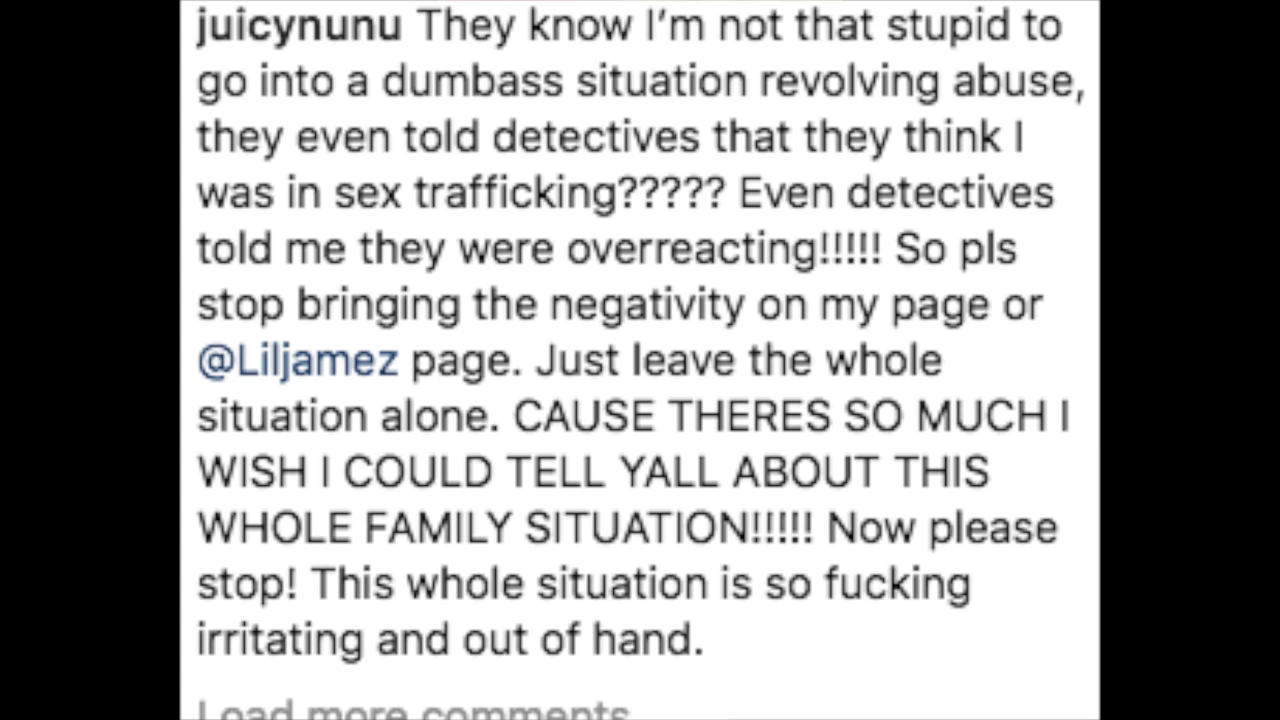 juicynunu They know I'm not that stupid to
go into a dumbass situation revolving abuse,
they even told detectives that they think I
was in sex trafficking????? Even detectives
told me they were overreacting!!!!! So pls
stop bringing the negativity on my page or
@Liljamez page. Just leave the whole
situation alone. CAUSE THERES SO MUCH I
WISH I COULD TELL YALL ABOUT THIS
WHOLE FAMILY SITUATION!!!!! Now please
stop! This whole situation is so fucking
irritating and out of hand.
Load more comments